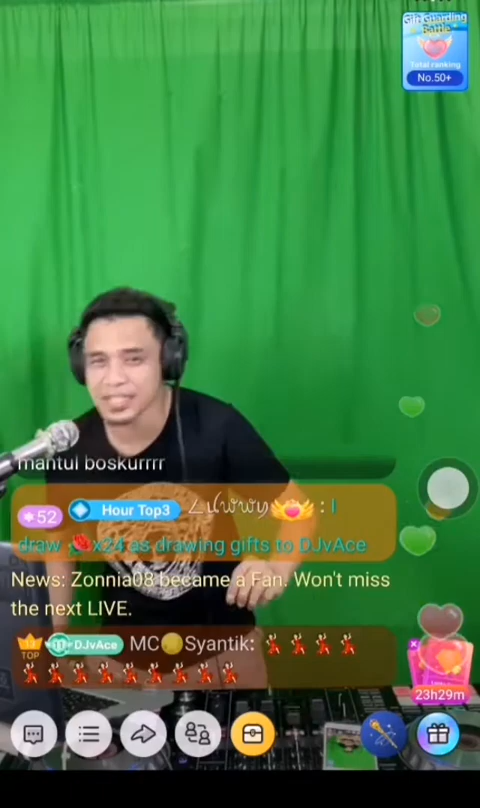 Gift Guarding
Battle
Total ranking
No.50+
mantul boskurrrr
52 Hour Top3 : I
draw x24 as drawing gifts to DJvAce
News: Zonnia08 became a Fan. Won't miss
the next LIVE.
TOP DJvAce MC Syantik:
23h29m